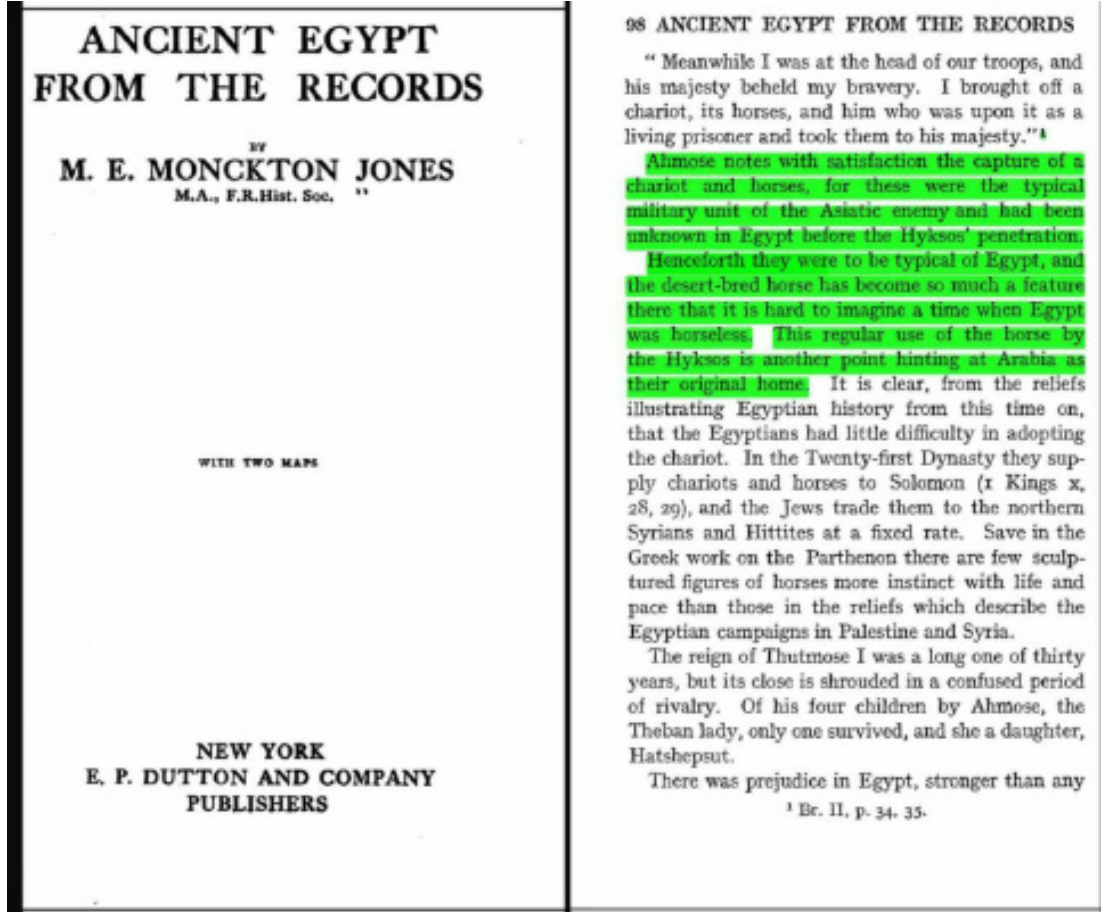 ANCIENT EGYPT
FROM THE RECORDS
BY
M. E. MONCKTON JONES
M.A., F.R.Hist. Soc. "
WITH TWO MAPS
NEW YORK
E. P. DUTTON AND COMPANY
PUBLISHERS
98 ANCIENT EGYPT FROM THE RECORDS
" Meanwhile I was at the head of our troops, and
his majesty beheld my bravery. I brought off a
chariot, its horses, and him who was upon it as a
living prisoner and took them to his majesty."¹
Ahmose notes with satisfaction the capture of a
chariot and horses, for these were the typical
military unit of the Asiatic enemy and had been
unknown in Egypt before the Hyksos' penetration.
Henceforth they were to be typical of Egypt, and
the desert-bred horse has become so much a feature
there that it is hard to imagine a time when Egypt
was horseless. This regular use of the horse by
the Hyksos is another point hinting at Arabia as
their original home. It is clear, from the reliefs
illustrating Egyptian history from this time on,
that the Egyptians had little difficulty in adopting
the chariot. In the Twenty-first Dynasty they sup-
ply chariots and horses to Solomon (1 Kings x,
28, 29), and the Jews trade them to the northern
Syrians and Hittites at a fixed rate. Save in the
Greek work on the Parthenon there are few sculp-
tured figures of horses more instinct with life and
pace than those in the reliefs which describe the
Egyptian campaigns in Palestine and Syria.
The reign of Thutmose I was a long one of thirty
years, but its close is shrouded in a confused period
of rivalry. Of his four children by Ahmose, the
Theban lady, only one survived, and she a daughter,
Hatshepsut.
There was prejudice in Egypt, stronger than any
¹ Br. II, p. 34, 35.